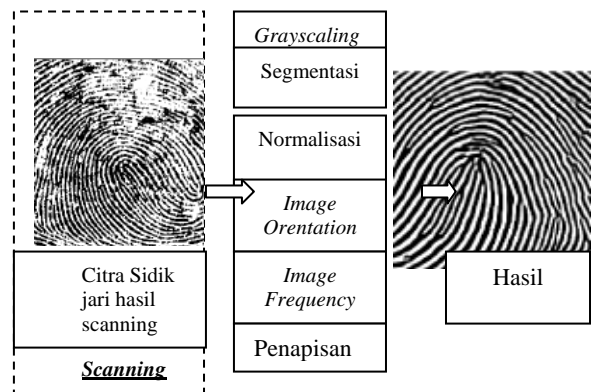 Grayscaling
Segmentasi
Normalisasi
Image
Orentation
Image
Frequency
Penapisan
Citra Sidik
jari hasil
scanning
Scanning
Hasil